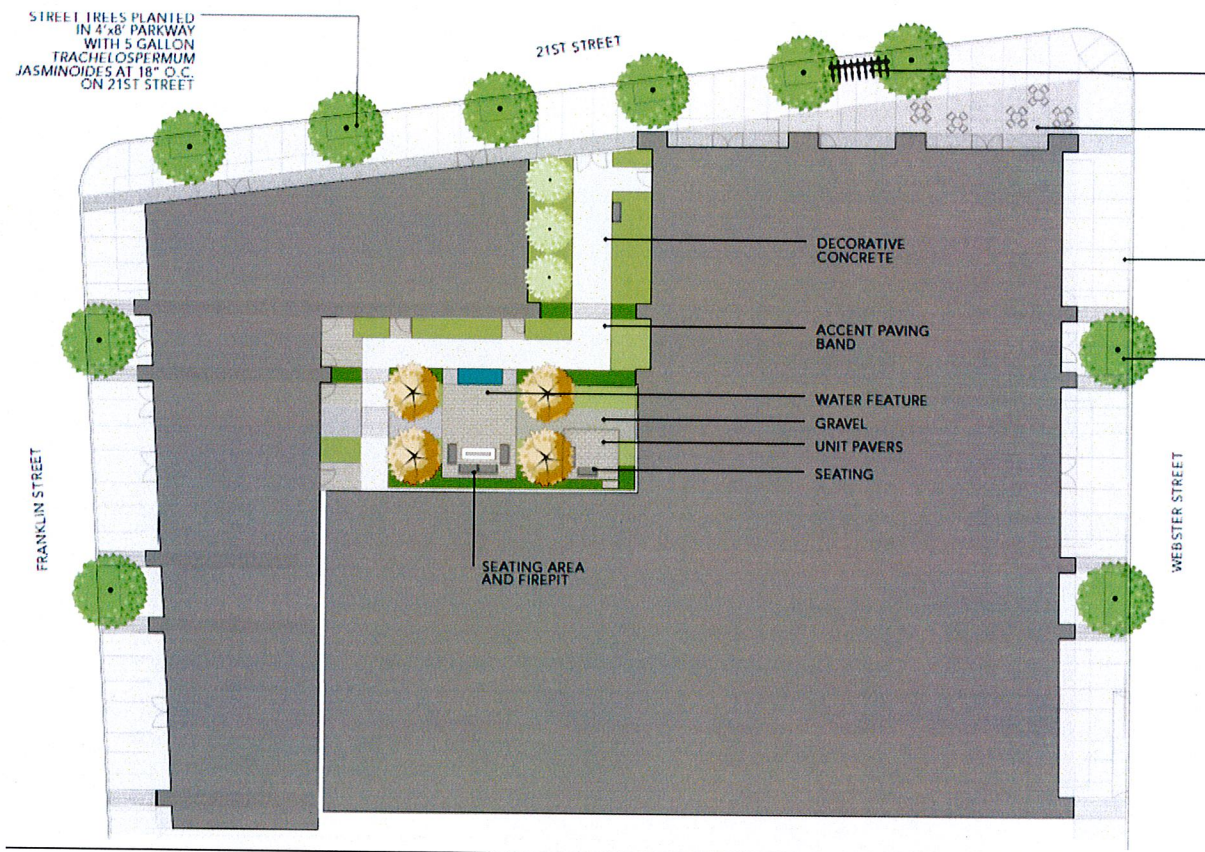 STREET TREES PLANTED
IN 4'x8' PARKWAY
WITH 5 GALLON
TRACHELOSPERMUM
JASMINOIDES AT 18" O.C.
ON 21ST STREET
21ST STREET
DECORATIVE
CONCRETE
ACCENT PAVING
BAND
WATER FEATURE
GRAVEL
UNIT PAVERS
SEATING
SEATING AREA
AND FIREPIT
FRANKLIN STREET
WEBSTER STREET